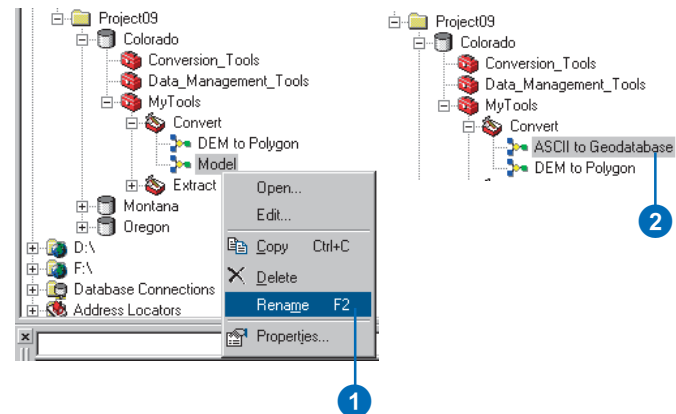 Project09
Colorado
Conversion_Tools
Data_Management_Tools
MyTools
Convert
DEM to Polygon
Model
Extract
Montana
Oregon
D:\
F:\
Database Connections
Address Locators
Open...
Edit...
Copy Ctrl+C
Delete
Rename F2
Properties...
1
Project09
Colorado
Conversion_Tools
Data_Management_Tools
MyTools
Convert
ASCII to Geodatabase
DEM to Polygon
2